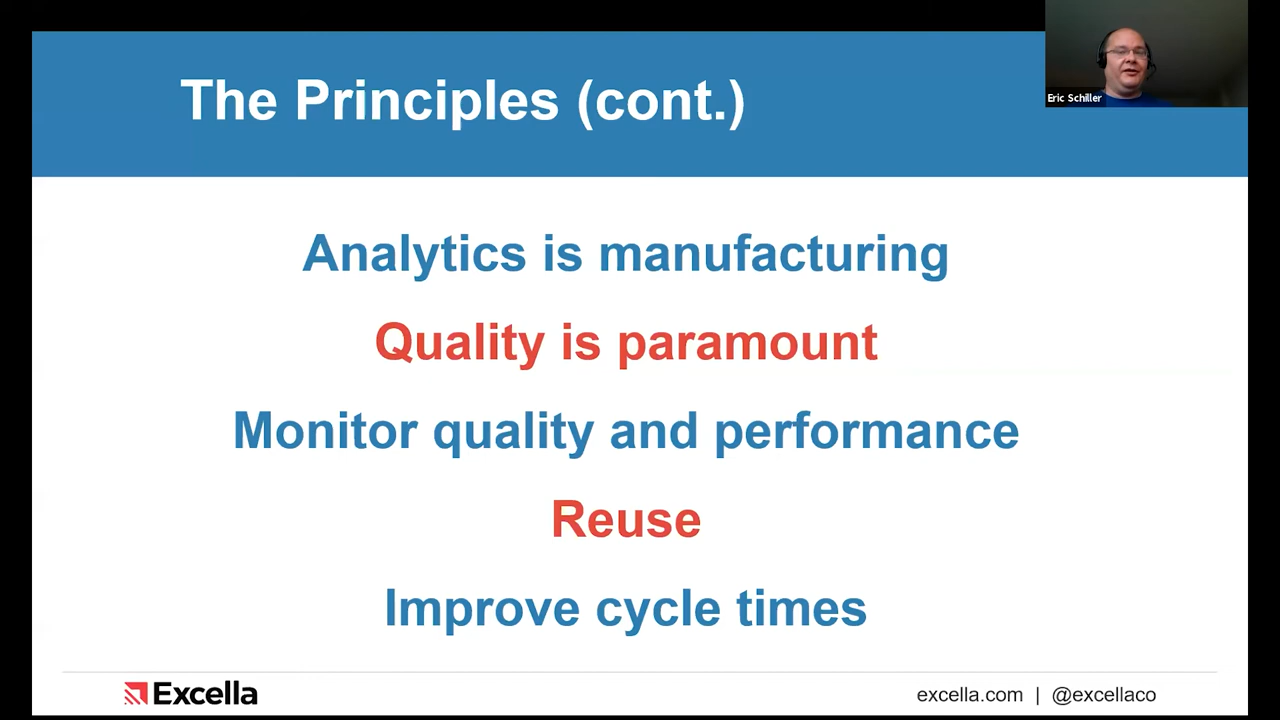 The Principles (cont.)
Eric Schiller
Analytics is manufacturing
Quality is paramount
Monitor quality and performance
Reuse
Improve cycle times
Excella
excella.com | @excellaco